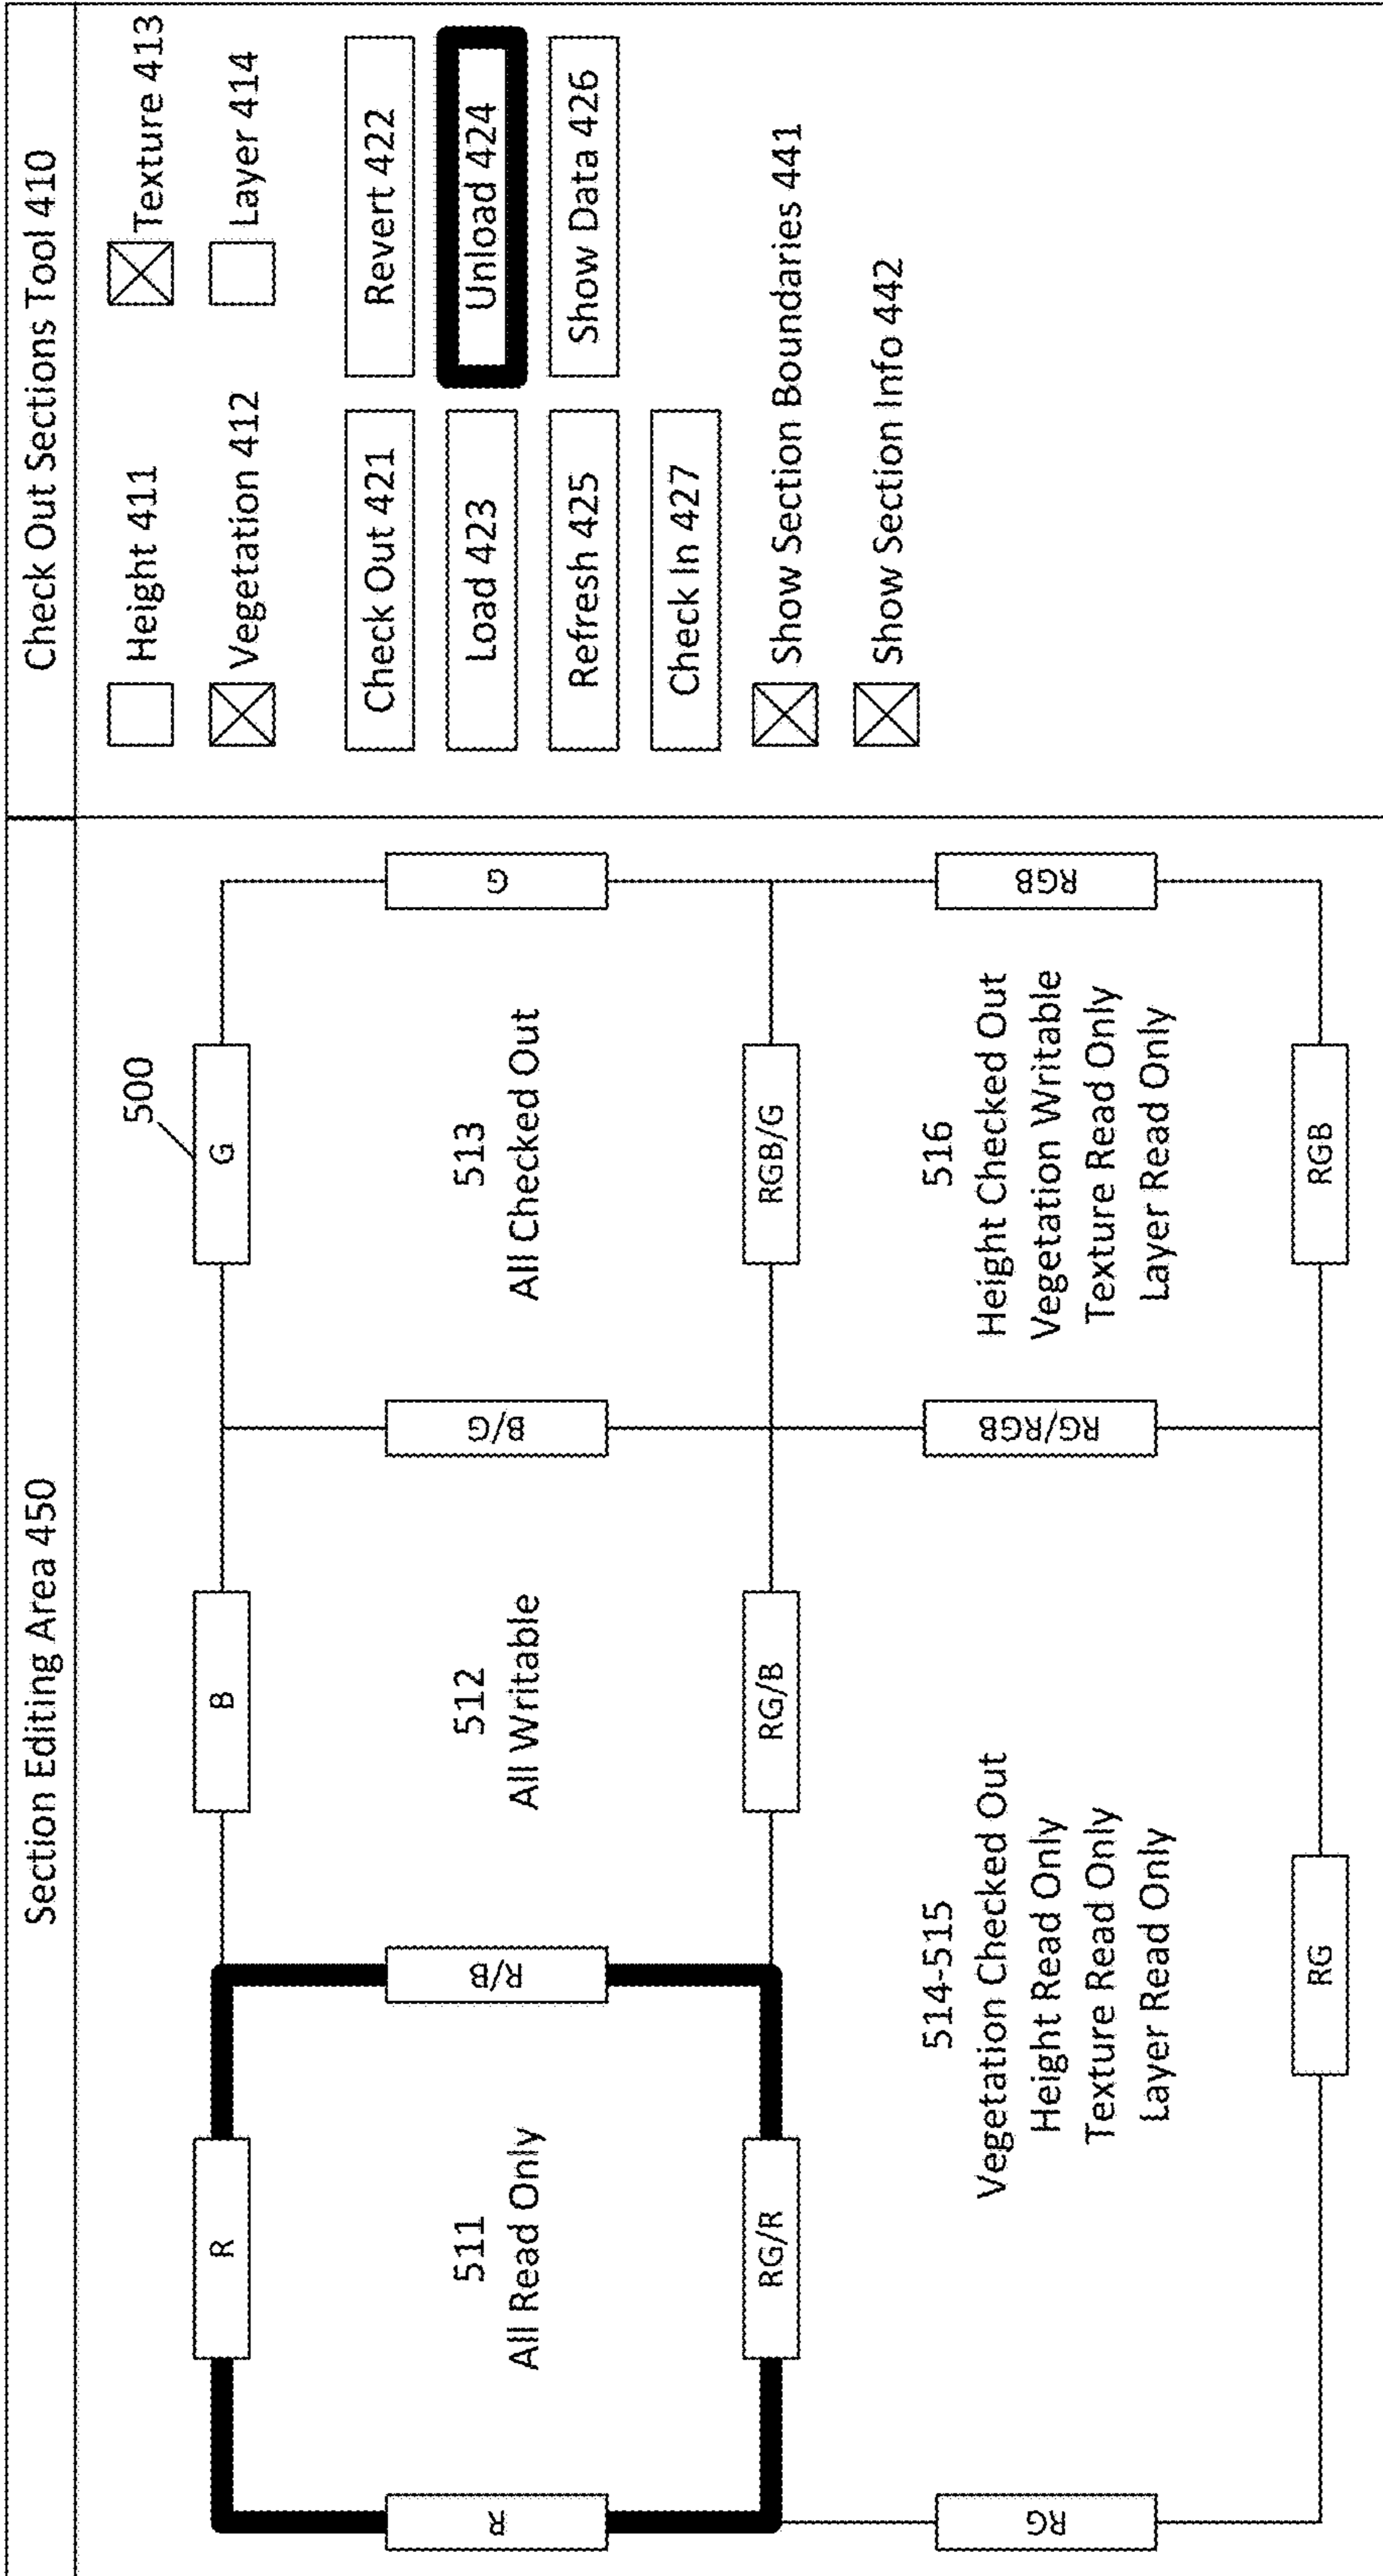 Section Editing Area 450
Check Out Sections Tool 410
500
R
B
G
R
511
All Read Only
R/B
512
All Writable
B/G
513
All Checked Out
G
RG/R
RG/B
RGB/G
RG
514-515
Vegetation Checked Out
Height Read Only
Texture Read Only
Layer Read Only
RG/RGB
516
Height Checked Out
Vegetation Writable
Texture Read Only
Layer Read Only
RGB
RG
RGB
Height 411
Texture 413
Vegetation 412
Layer 414
Check Out 421
Revert 422
Load 423
Unload 424
Refresh 425
Show Data 426
Check In 427
Show Section Boundaries 441
Show Section Info 442